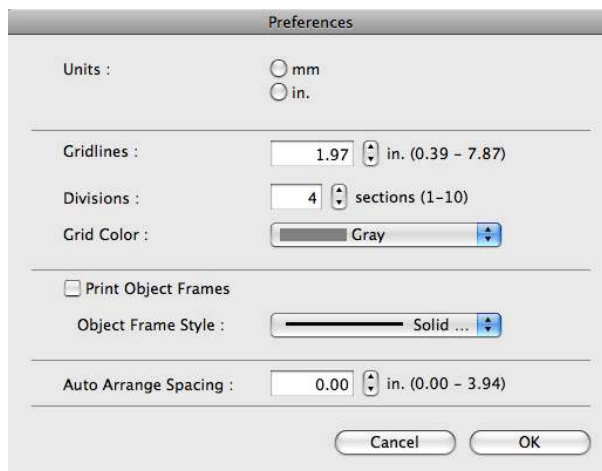 Preferences
Units :
mm
in.
Gridlines : 1.97 in. (0.39 – 7.87)
Divisions : 4 sections (1–10)
Grid Color : Gray
Print Object Frames
Object Frame Style : Solid ...
Auto Arrange Spacing : 0.00 in. (0.00 – 3.94)
Cancel OK